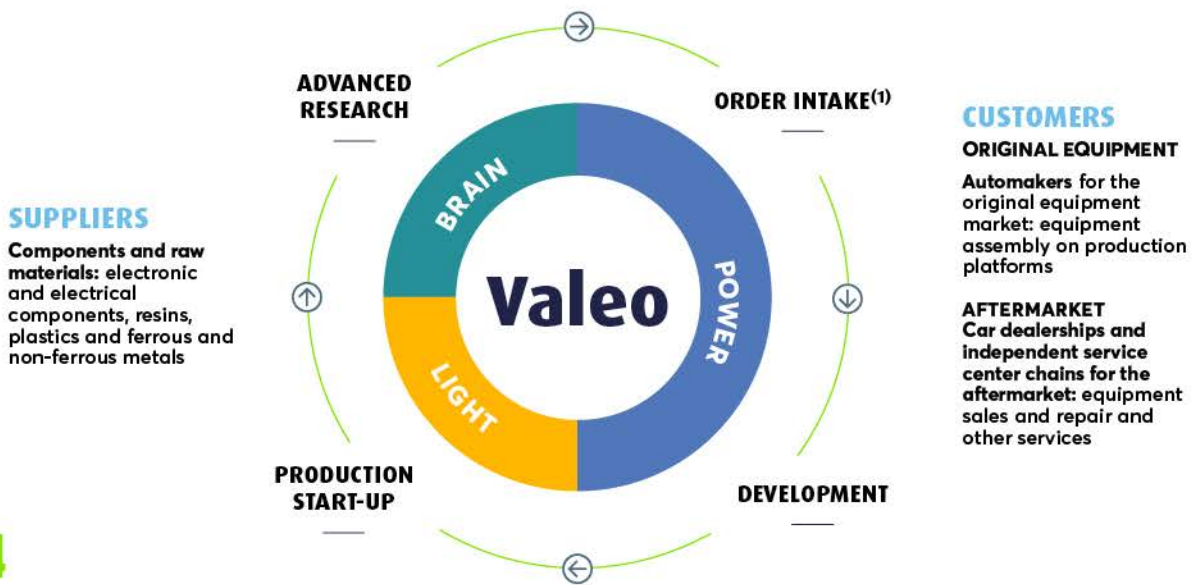 ADVANCED
RESEARCH
ORDER INTAKE(1)
SUPPLIERS
Components and raw
materials: electronic
and electrical
components, resins,
plastics and ferrous and
non-ferrous metals
BRAIN
POWER
LIGHT
Valeo
CUSTOMERS
ORIGINAL EQUIPMENT
Automakers for the
original equipment
market: equipment
assembly on production
platforms
AFTERMARKET
Car dealerships and
independent service
center chains for the
aftermarket: equipment
sales and repair and
other services
PRODUCTION
START-UP
DEVELOPMENT